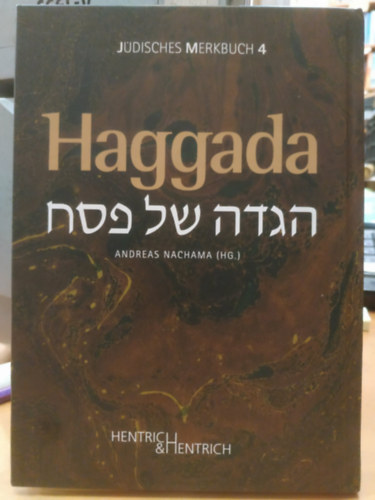 JÜDISCHES MERKBUCH 4
Haggada
הגדה של פסח
ANDREAS NACHAMA (HG.)
HENTRICH
&HENTRICH